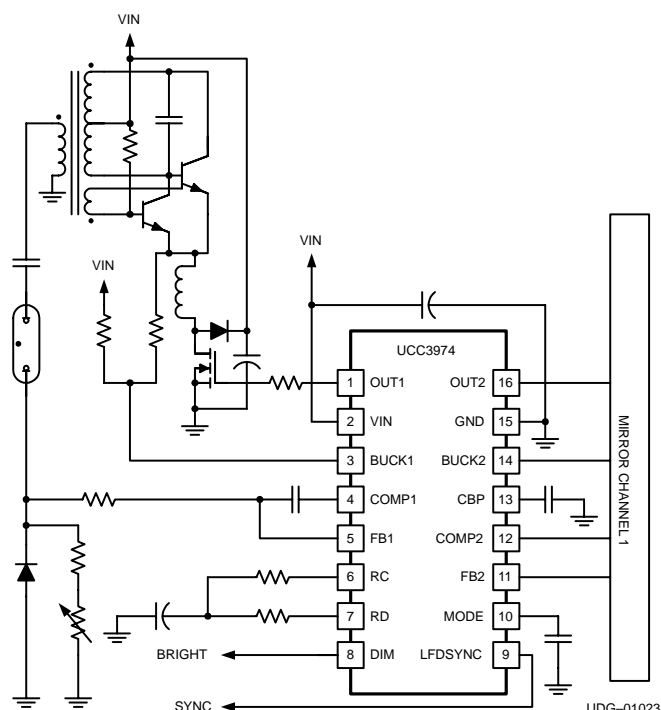 VIN
VIN
VIN
UCC3974
1 OUT1 OUT2 16
2 VIN GND 15
3 BUCK1 BUCK2 14
4 COMP1 CBP 13
5 FB1 COMP2 12
6 RC FB2 11
7 RD MODE 10
8 DIM LFDSYNC 9
MIRROR CHANNEL 1
BRIGHT
SYNC
UDG–01023